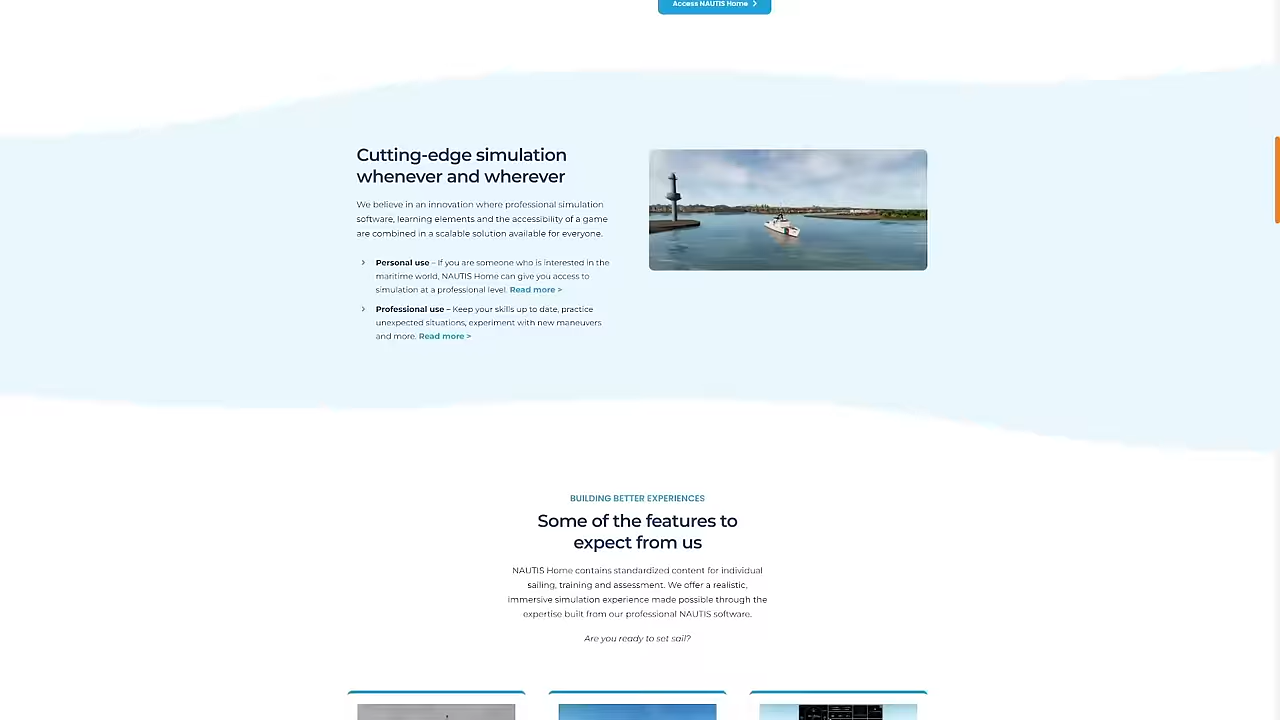 Access NAUTIS Home
Cutting-edge simulation
whenever and wherever
We believe in an innovation where professional simulation
software, learning elements and the accessibility of a game
are combined in a scalable solution available for everyone.
Personal use – If you are someone who is interested in the
maritime world, NAUTIS Home can give you access to
simulation at a professional level. Read more >
Professional use – Keep your skills up to date, practice
unexpected situations, experiment with new maneuvers
and more. Read more >
BUILDING BETTER EXPERIENCES
Some of the features to
expect from us
NAUTIS Home contains standardized content for individual
sailing, training and assessment. We offer a realistic,
immersive simulation experience made possible through the
expertise built from our professional NAUTIS software.
Are you ready to set sail?